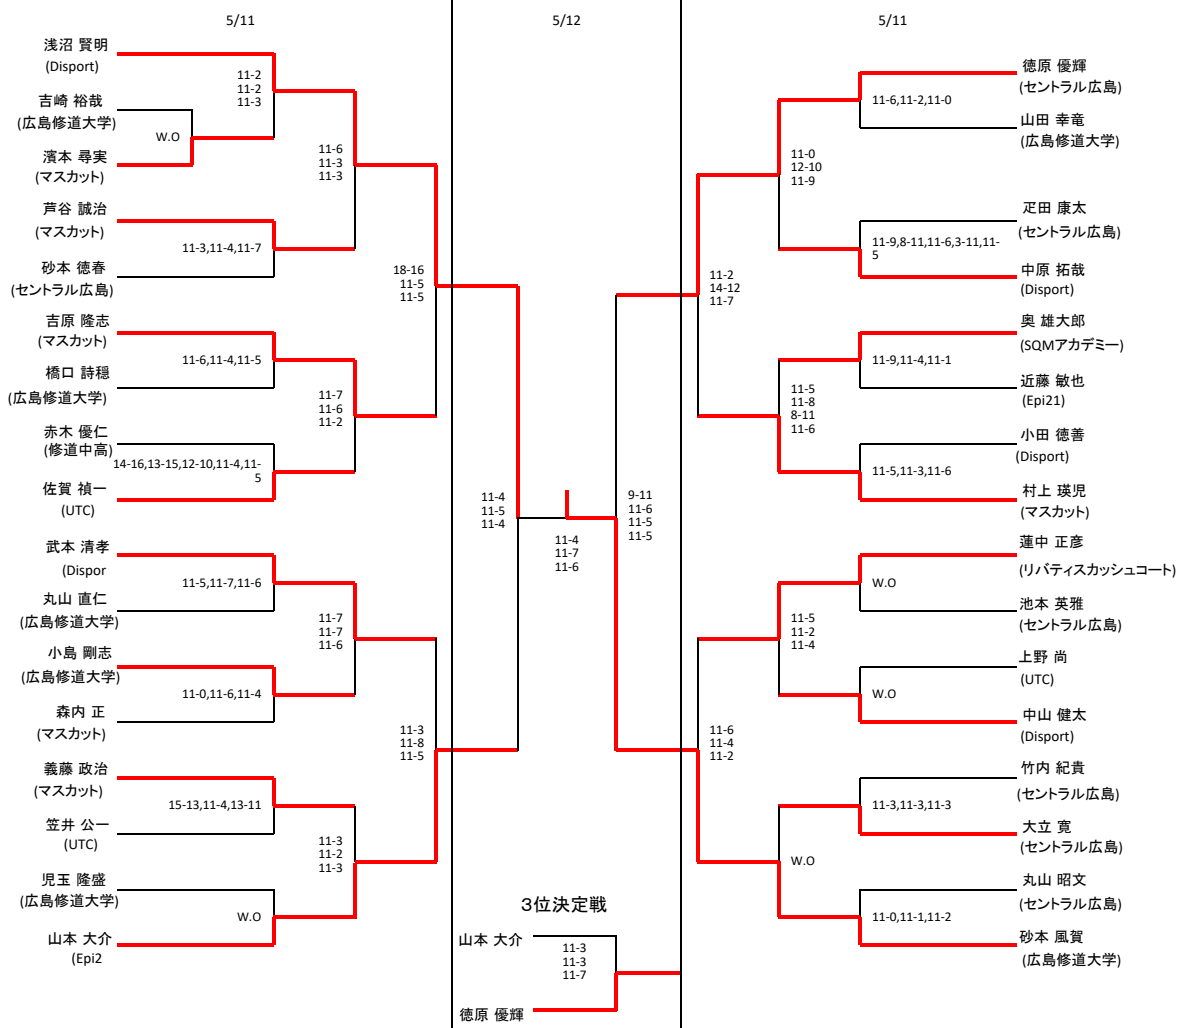 5/11
5/12
5/11
浅沼 賢明
(Disport)
吉崎 裕哉
(広島修道大学)
濱本 尋実
(マスカット)
芦谷 誠治
(マスカット)
砂本 徳春
(セントラル広島)
吉原 隆志
(マスカット)
橋口 詩穏
(広島修道大学)
赤木 優仁
(修道中高)
佐賀 禎一
(UTC)
武本 清孝
(Dispor
丸山 直仁
(広島修道大学)
小島 剛志
(広島修道大学)
森内 正
(マスカット)
義藤 政治
(マスカット)
笠井 公一
(UTC)
児玉 隆盛
(広島修道大学)
山本 大介
(Epi2
11-2
11-2
11-3
W.O
11-3,11-4,11-7
11-6,11-4,11-5
14-16,13-15,12-10,11-4,11-
5
11-5,11-7,11-6
11-0,11-6,11-4
15-13,11-4,13-11
W.O
11-6
11-3
11-3
11-7
11-6
11-2
11-7
11-7
11-6
11-3
11-2
11-3
18-16
11-5
11-5
11-3
11-8
11-5
11-4
11-5
11-4
11-4
11-7
11-6
9-11
11-6
11-5
11-5
3位決定戦
山本 大介
11-3
11-3
11-7
徳原 優輝
11-2
14-12
11-7
11-6
11-4
11-2
11-0
12-10
11-9
11-5
11-8
8-11
11-6
11-5
11-2
11-4
W.O
11-6,11-2,11-0
11-9,8-11,11-6,3-11,11-
5
11-9,11-4,11-1
11-5,11-3,11-6
W.O
W.O
11-3,11-3,11-3
11-0,11-1,11-2
徳原 優輝
(セントラル広島)
山田 幸竜
(広島修道大学)
疋田 康太
(セントラル広島)
中原 拓哉
(Disport)
奥 雄大郎
(SQMアカデミー)
近藤 敏也
(Epi21)
小田 徳善
(Disport)
村上 瑛児
(マスカット)
蓮中 正彦
(リバティスカッシュコート)
池本 英雅
(セントラル広島)
上野 尚
(UTC)
中山 健太
(Disport)
竹内 紀貴
(セントラル広島)
大立 寛
(セントラル広島)
丸山 昭文
(セントラル広島)
砂本 風賀
(広島修道大学)